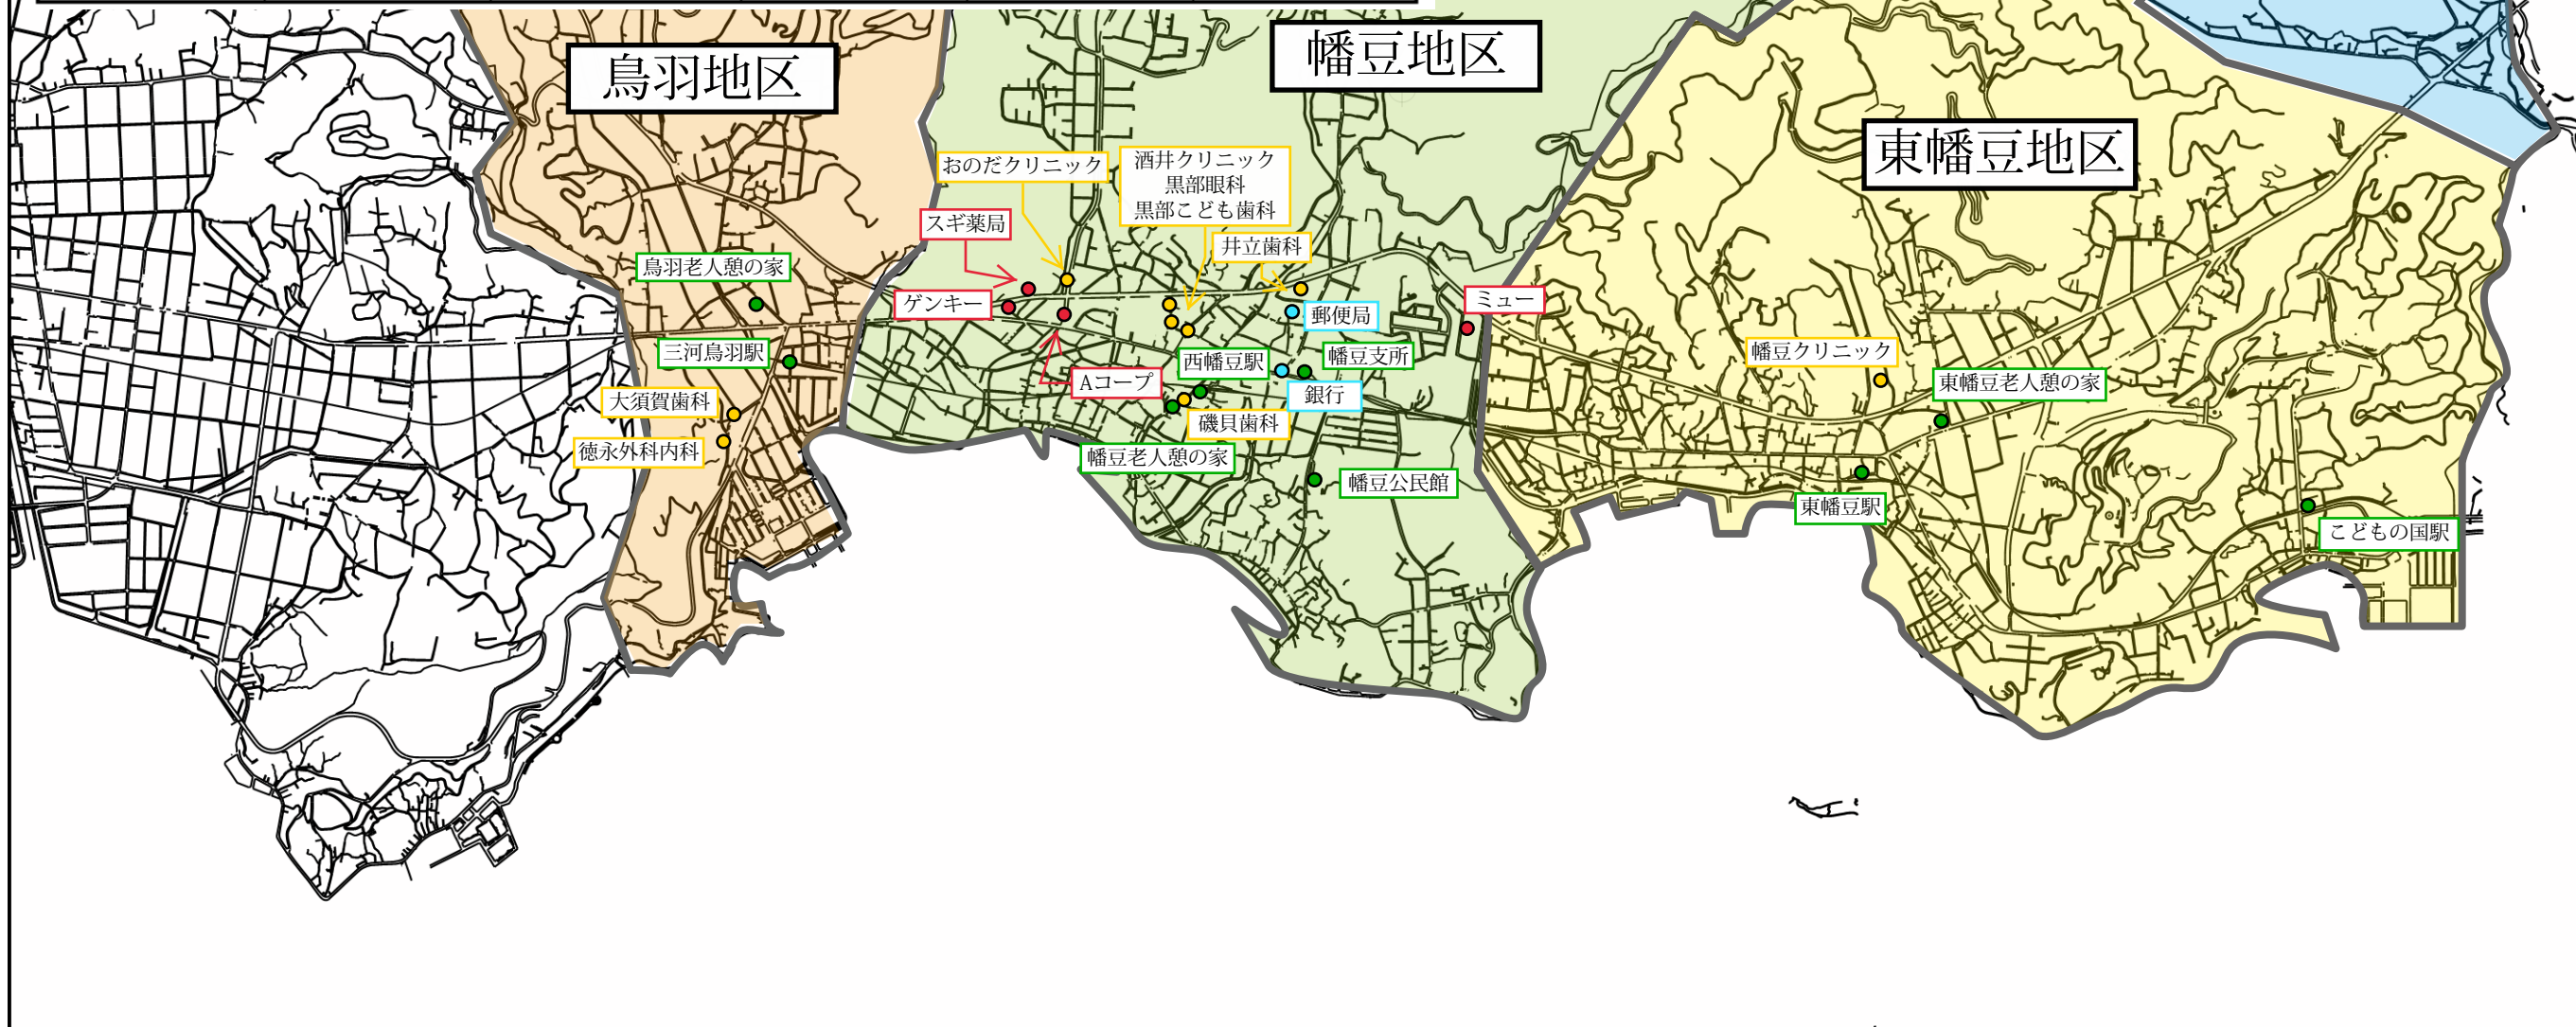 鳥羽地区
幡豆地区
東幡豆地区
おのだクリニック
酒井クリニック
黒部眼科
黒部こども歯科
スギ薬局
井立歯科
鳥羽老人憩の家
ゲンキー
郵便局
ミュー
三河鳥羽駅
西幡豆駅
幡豆支所
幡豆クリニック
Aコープ
銀行
東幡豆老人憩の家
大須賀歯科
磯貝歯科
徳永外科内科
幡豆老人憩の家
幡豆公民館
東幡豆駅
こどもの国駅